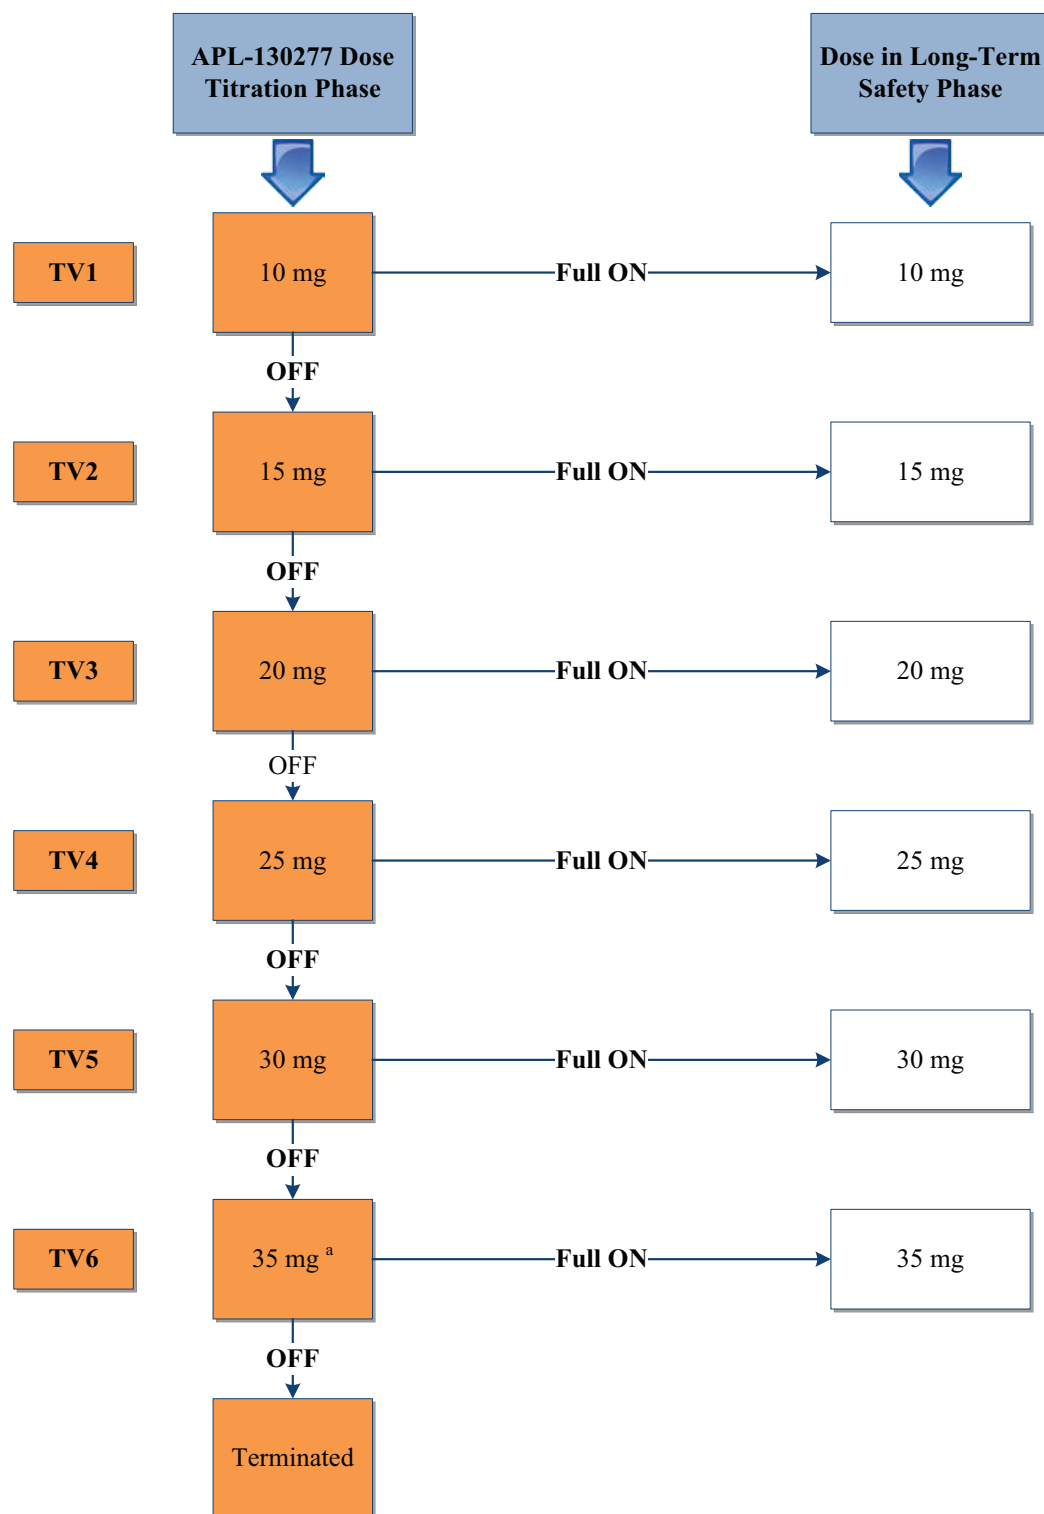 APL-130277 Dose
Titration Phase
Dose in Long-Term
Safety Phase
TV1
10 mg
Full ON
10 mg
OFF
TV2
15 mg
Full ON
15 mg
OFF
TV3
20 mg
Full ON
20 mg
OFF
TV4
25 mg
Full ON
25 mg
OFF
TV5
30 mg
Full ON
30 mg
OFF
TV6
35 mg a
Full ON
35 mg
OFF
Terminated